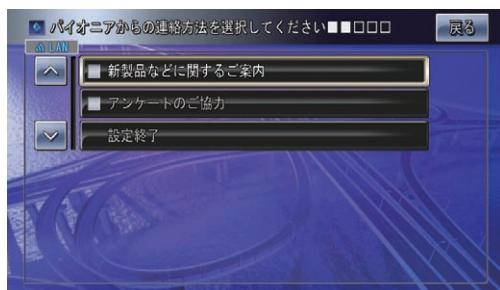 パイオニアからの連絡方法を選択してください■■□□□
戻る
LAN
新製品などに関するご案内
アンケートのご協力
設定終了